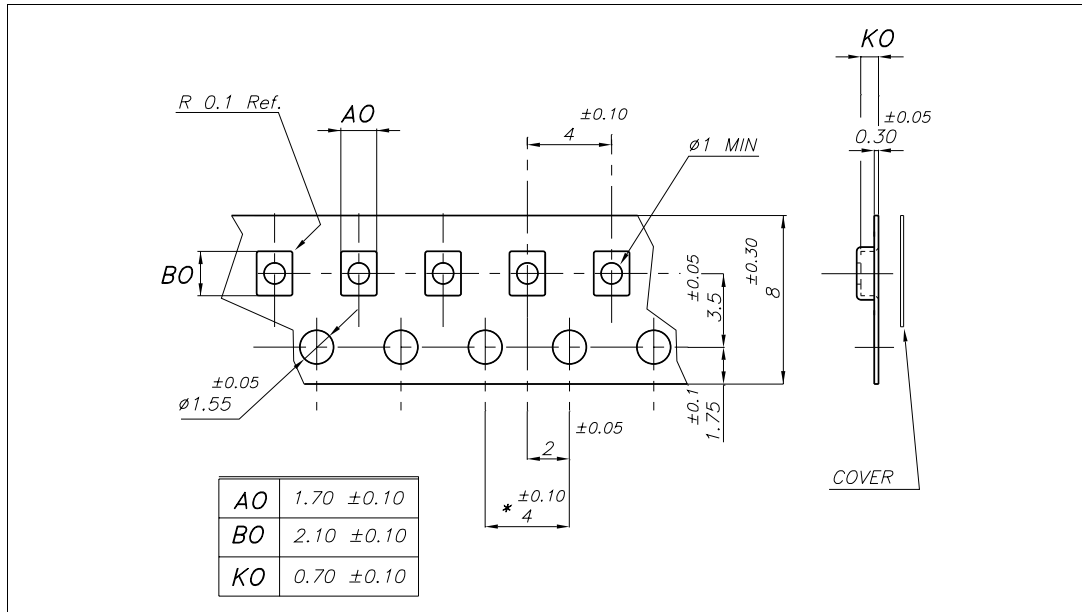 KO
R 0.1 Ref.
AO
±0.10
4
ø1 MIN
±0.05
0.30
BO
±0.05
3.5
±0.30
8
±0.05
ø1.55
±0.1
1.75
±0.05
2
±0.10
* 4
COVER
AO 1.70 ±0.10
BO 2.10 ±0.10
KO 0.70 ±0.10